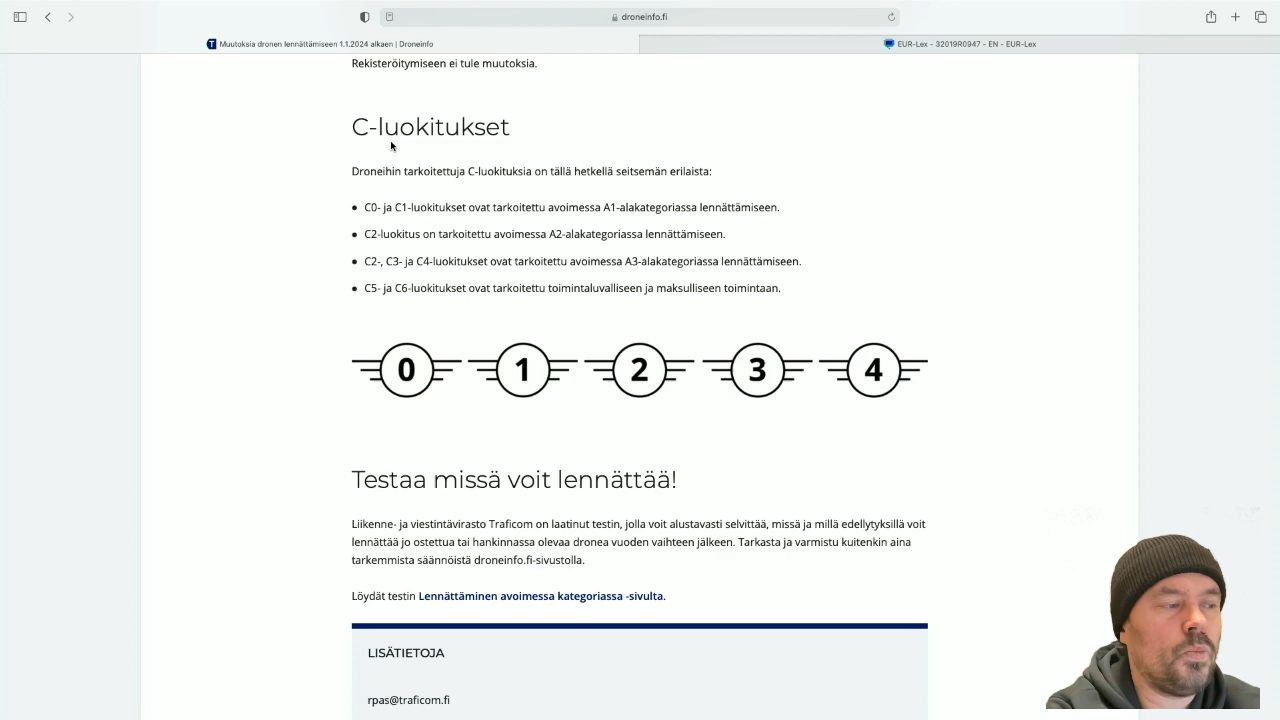 droneinfo.fi
Muutoksia dronen lennättämiseen 1.1.2024 alkaen | Droneinfo
EUR-Lex - 32019R0947 - EN - EUR-Lex
Rekisteröitymiseen ei tule muutoksia.
C-luokitukset
Droneihin tarkoitettuja C-luokituksia on tällä hetkellä seitsemän erilaista:
C0- ja C1-luokitukset ovat tarkoitettu avoimessa A1-alakategoriassa lennättämiseen.
C2-luokitus on tarkoitettu avoimessa A2-alakategoriassa lennättämiseen.
C2-, C3- ja C4-luokitukset ovat tarkoitettu avoimessa A3-alakategoriassa lennättämiseen.
C5- ja C6-luokitukset ovat tarkoitettu toimintaluvalliseen ja maksulliseen toimintaan.
0 1 2 3 4
Testaa missä voit lennättää!
Liikenne- ja viestintävirasto Traficom on laatinut testin, jolla voit alustavasti selvittää, missä ja millä edellytyksillä voit
lennättää jo ostettua tai hankinnassa olevaa dronea vuoden vaihteen jälkeen. Tarkasta ja varmistu kuitenkin aina
tarkemmista säännöistä droneinfo.fi-sivustolla.
Löydät testin Lennättäminen avoimessa kategoriassa -sivulta.
LISÄTIETOJA
rpas@traficom.fi